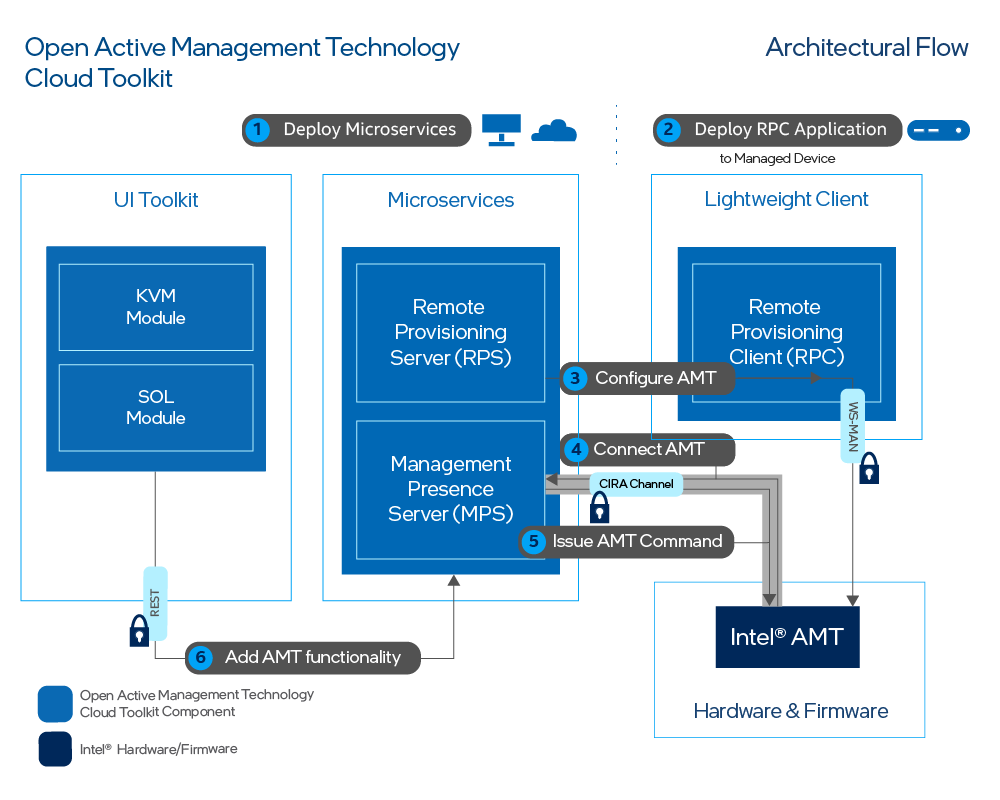 Open Active Management Technology
Cloud Toolkit
Architectural Flow
1 Deploy Microservices
2 Deploy RPC Application
to Managed Device
UI Toolkit
KVM
Module
SOL
Module
Microservices
Remote
Provisioning
Server (RPS)
Management
Presence
Server (MPS)
Lightweight Client
Remote
Provisioning
Client (RPC)
3 Configure AMT
WS-MAN
4 Connect AMT
CIRA Channel
5 Issue AMT Command
REST
6 Add AMT functionality
Intel® AMT
Hardware & Firmware
Open Active Management Technology
Cloud Toolkit Component
Intel® Hardware/Firmware